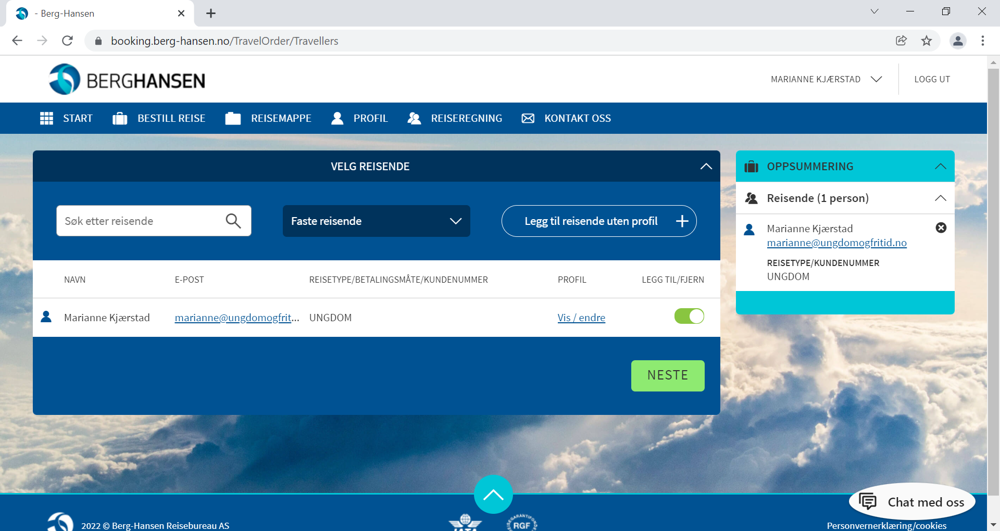 - Berg-Hansen
booking.berg-hansen.no/TravelOrder/Travellers
BERGHANSEN
MARIANNE KJÆRSTAD
LOGG UT
START
BESTILL REISE
REISEMAPPE
PROFIL
REISEREGNING
KONTAKT OSS
VELG REISENDE
Søk etter reisende
Faste reisende
Legg til reisende uten profil
NAVN
E-POST
REISETYPE/BETALINGSMÅTE/KUNDENUMMER
PROFIL
LEGG TIL/FJERN
Marianne Kjærstad
marianne@ungdomogfrit...
UNGDOM
Vis / endre
NESTE
OPPSUMMERING
Reisende (1 person)
Marianne Kjærstad
marianne@ungdomogfritid.no
REISETYPE/KUNDENUMMER
UNGDOM
Chat med oss
2022 © Berg-Hansen Reisebureau AS
IATA
REISEGARANTIFONDET
RGF
Personvernerklæring/cookies